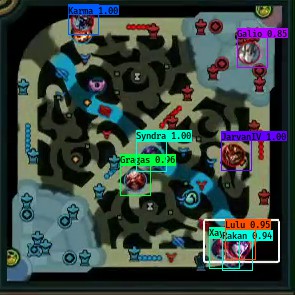 Karma 1.00
Galio 0.85
Syndra 1.00
JarvanIV 1.00
Gragas 0.96
Lulu 0.95
Xay
Rakan 0.94